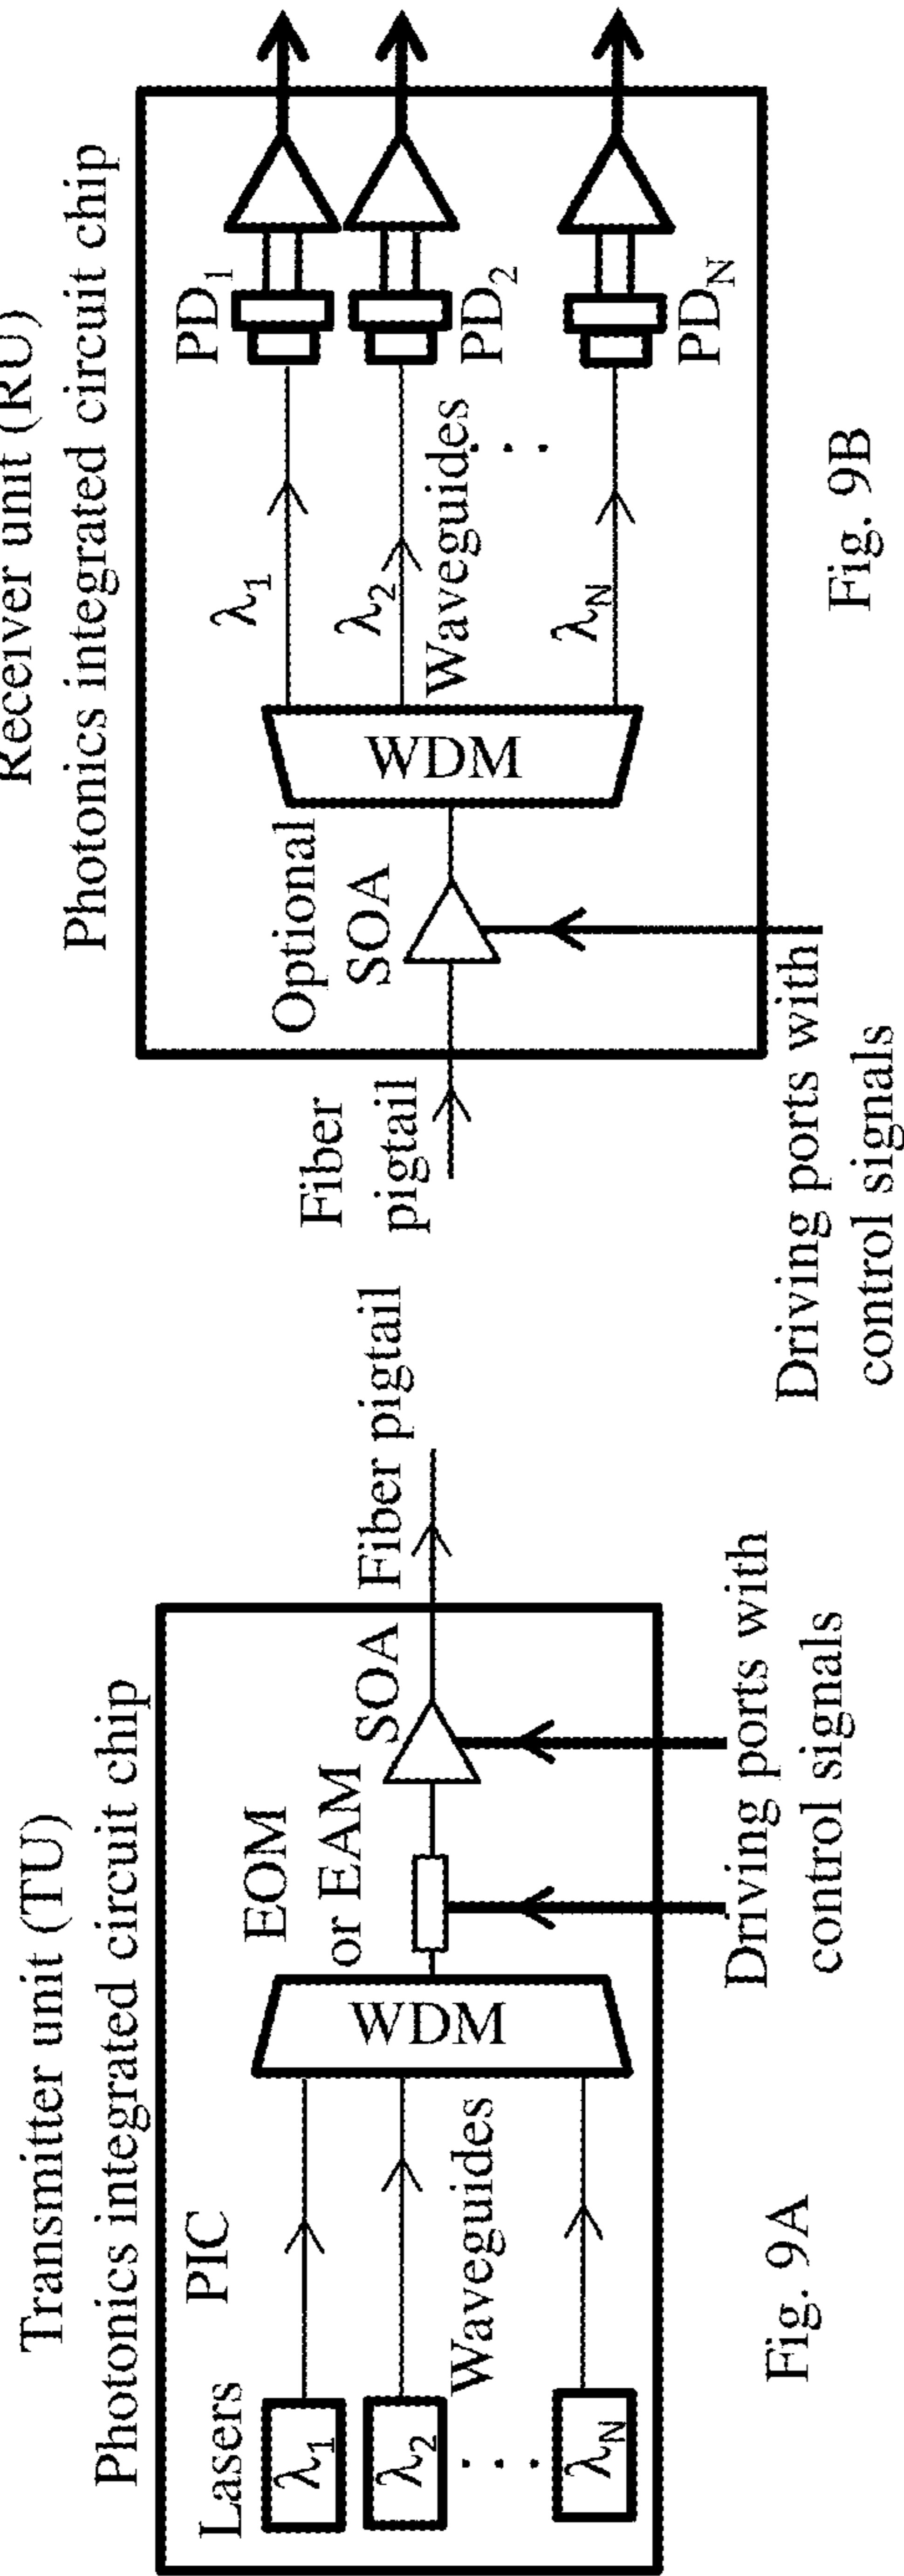 Transmitter unit (TU)
Photonics integrated circuit chip
Lasers
PIC
λ1
λ2
λN
Waveguides
WDM
EOM
or EAM
SOA
Fiber pigtail
Driving ports with
control signals
Fig. 9A
Receiver unit (RU)
Photonics integrated circuit chip
Fiber
pigtail
Optional
SOA
WDM
λ1
λ2
λN
Waveguides
PD1
PD2
PDN
Driving ports with
control signals
Fig. 9B